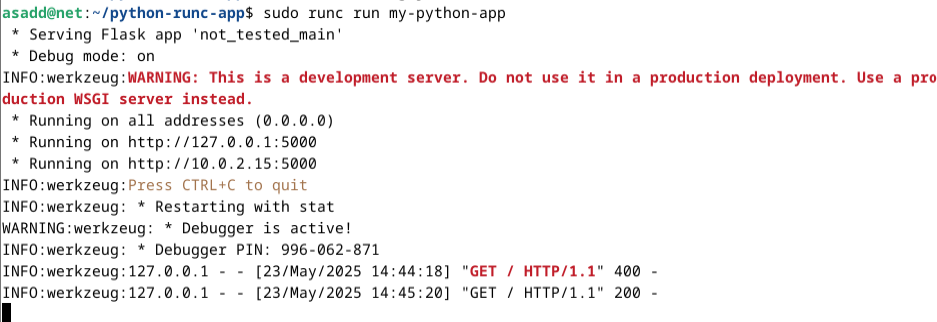 asadd@net:~/python-runc-app$ sudo runc run my-python-app
 * Serving Flask app 'not_tested_main'
 * Debug mode: on
INFO:werkzeug:WARNING: This is a development server. Do not use it in a production deployment. Use a pro
duction WSGI server instead.
 * Running on all addresses (0.0.0.0)
 * Running on http://127.0.0.1:5000
 * Running on http://10.0.2.15:5000
INFO:werkzeug:Press CTRL+C to quit
INFO:werkzeug: * Restarting with stat
WARNING:werkzeug: * Debugger is active!
INFO:werkzeug: * Debugger PIN: 996-062-871
INFO:werkzeug:127.0.0.1 - - [23/May/2025 14:44:18] "GET / HTTP/1.1" 400 -
INFO:werkzeug:127.0.0.1 - - [23/May/2025 14:45:20] "GET / HTTP/1.1" 200 -